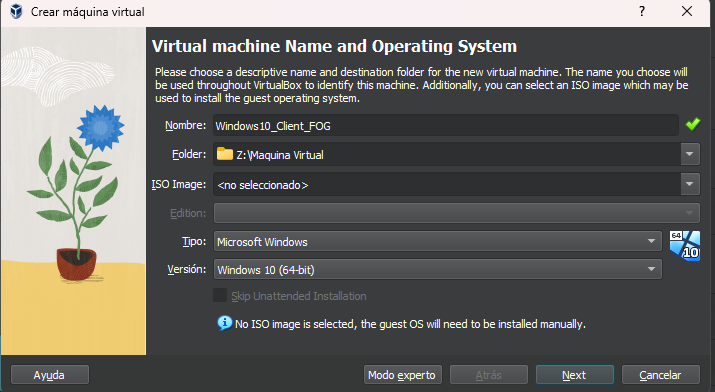 Crear máquina virtual
Virtual machine Name and Operating System
Please choose a descriptive name and destination folder for the new virtual machine. The name you choose will
be used throughout VirtualBox to identify this machine. Additionally, you can select an ISO image which may be
used to install the guest operating system.
Nombre: Windows10_Client_FOG
Folder: Z:\Maquina Virtual
ISO Image: <no seleccionado>
Edition:
Tipo: Microsoft Windows 64
Versión: Windows 10 (64-bit) 10
Skip Unattended Installation
No ISO image is selected, the guest OS will need to be installed manually.
Ayuda Modo experto Atrás Next Cancelar